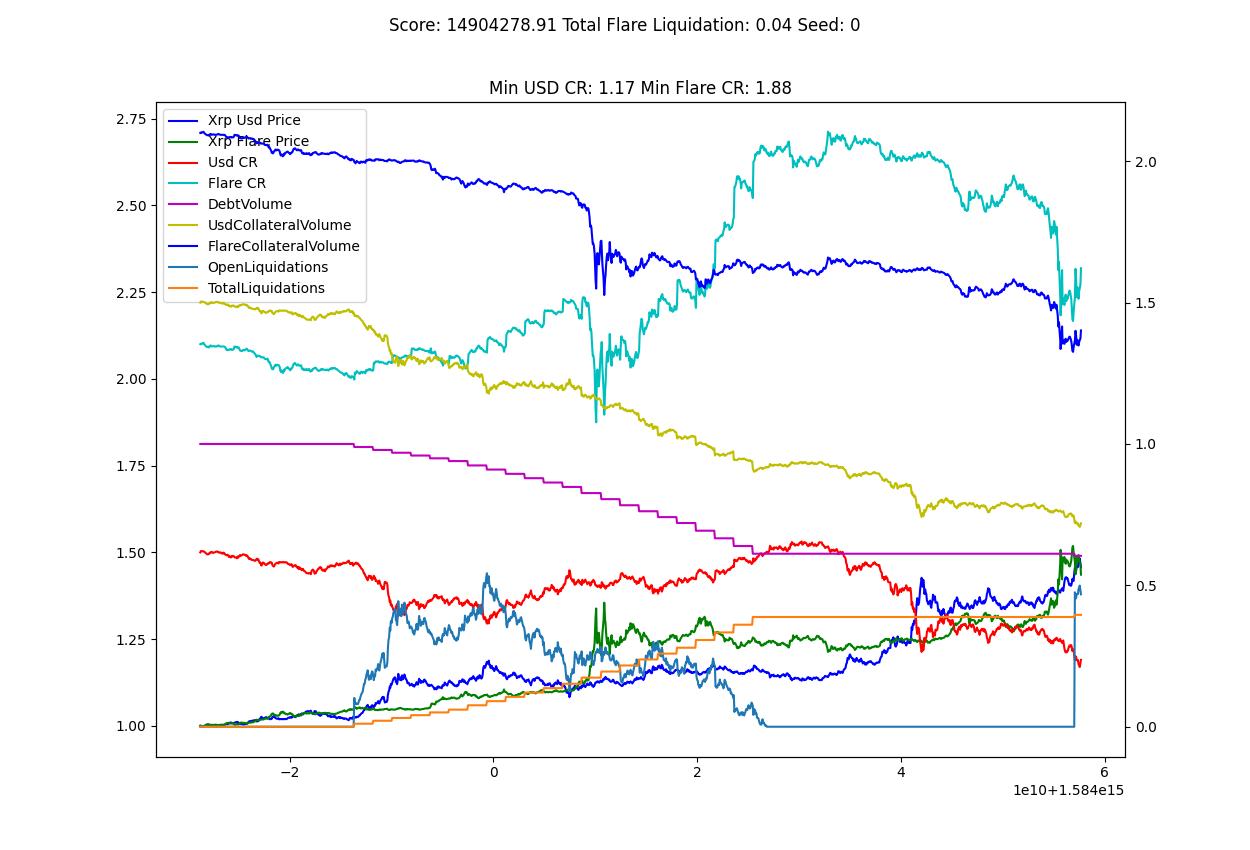 Score: 14904278.91 Total Flare Liquidation: 0.04 Seed: 0
Min USD CR: 1.17 Min Flare CR: 1.88
Xrp Usd Price
Xrp Flare Price
Usd CR
Flare CR
DebtVolume
UsdCollateralVolume
FlareCollateralVolume
OpenLiquidations
TotalLiquidations
2.75
2.50
2.25
2.00
1.75
1.50
1.25
1.00
2.0
1.5
1.0
0.5
0.0
−2
0
2
4
6
1e10+1.584e15